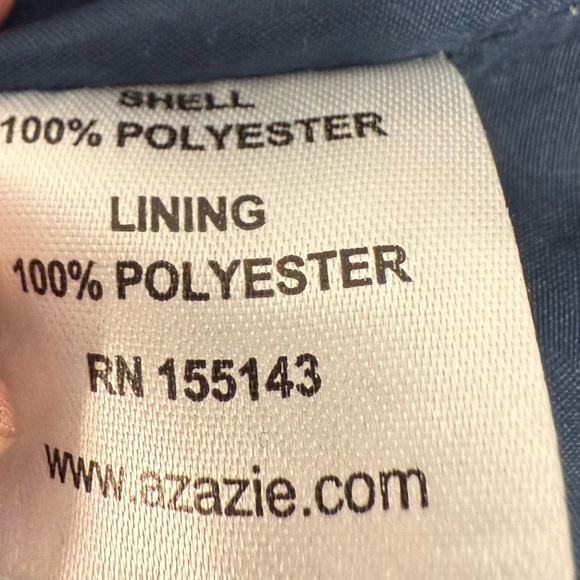 SHELL
100% POLYESTER
LINING
100% POLYESTER
RN 155143
www.azazie.com